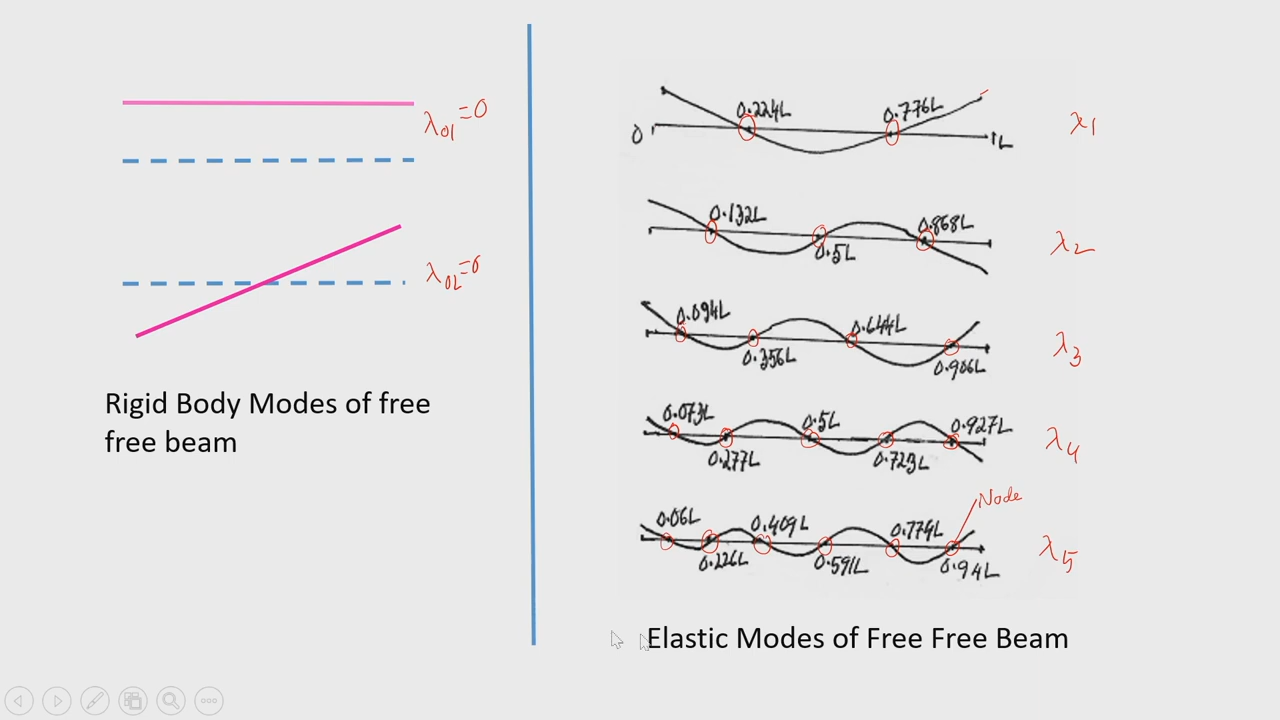 λ01=0
λ02=0
Rigid Body Modes of free
free beam
0.224L 0.776L
0 L
λ1
0.132L 0.868L
0.5L
λ2
0.094L 0.644L
0.356L 0.906L
λ3
0.073L 0.5L 0.927L
0.277L 0.723L
λ4
Node
0.06L 0.409L 0.774L
0.226L 0.591L 0.94L
λ5
Elastic Modes of Free Free Beam